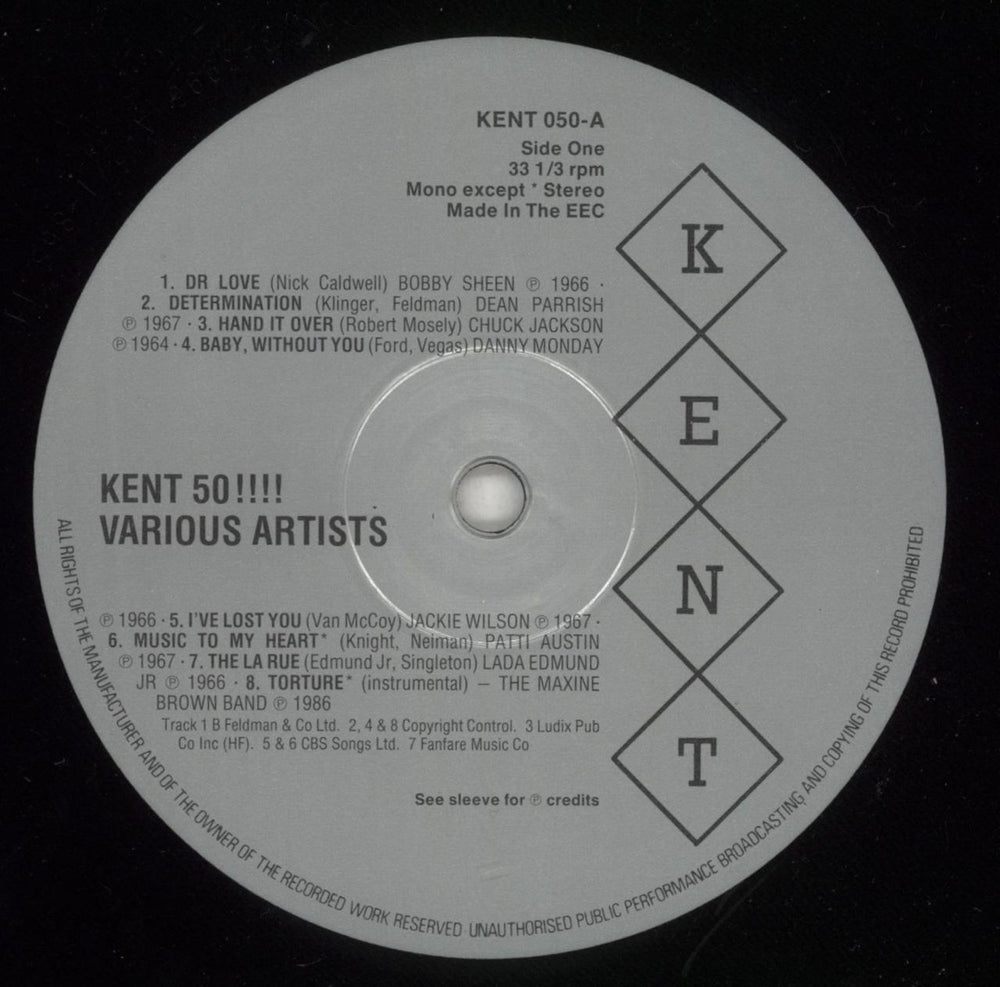 KENT 050-A
Side One
33 1/3 rpm
Mono except * Stereo
Made In The EEC
1. DR LOVE (Nick Caldwell) BOBBY SHEEN ℗ 1966 ·
2. DETERMINATION (Klinger, Feldman) DEAN PARRISH
℗ 1967 · 3. HAND IT OVER (Robert Mosely) CHUCK JACKSON
℗ 1964 · 4. BABY, WITHOUT YOU (Ford, Vegas) DANNY MONDAY
KENT 50!!!!
VARIOUS ARTISTS
℗ 1966 · 5. I'VE LOST YOU (Van McCoy) JACKIE WILSON ℗ 1967 ·
6. MUSIC TO MY HEART* (Knight, Neiman) PATTI AUSTIN
℗ 1967 · 7. THE LA RUE (Edmund Jr, Singleton) LADA EDMUND
JR ℗ 1966 · 8. TORTURE* (instrumental) – THE MAXINE
BROWN BAND ℗ 1986
Track 1 B Feldman & Co Ltd. 2, 4 & 8 Copyright Control. 3 Ludix Pub
Co Inc (HF). 5 & 6 CBS Songs Ltd. 7 Fanfare Music Co
See sleeve for ℗ credits
K
E
N
T
ALL RIGHTS OF THE MANUFACTURER AND OF THE OWNER OF THE RECORDED WORK RESERVED UNAUTHORISED PUBLIC PERFORMANCE BROADCASTING AND COPYING OF THIS RECORD PROHIBITED